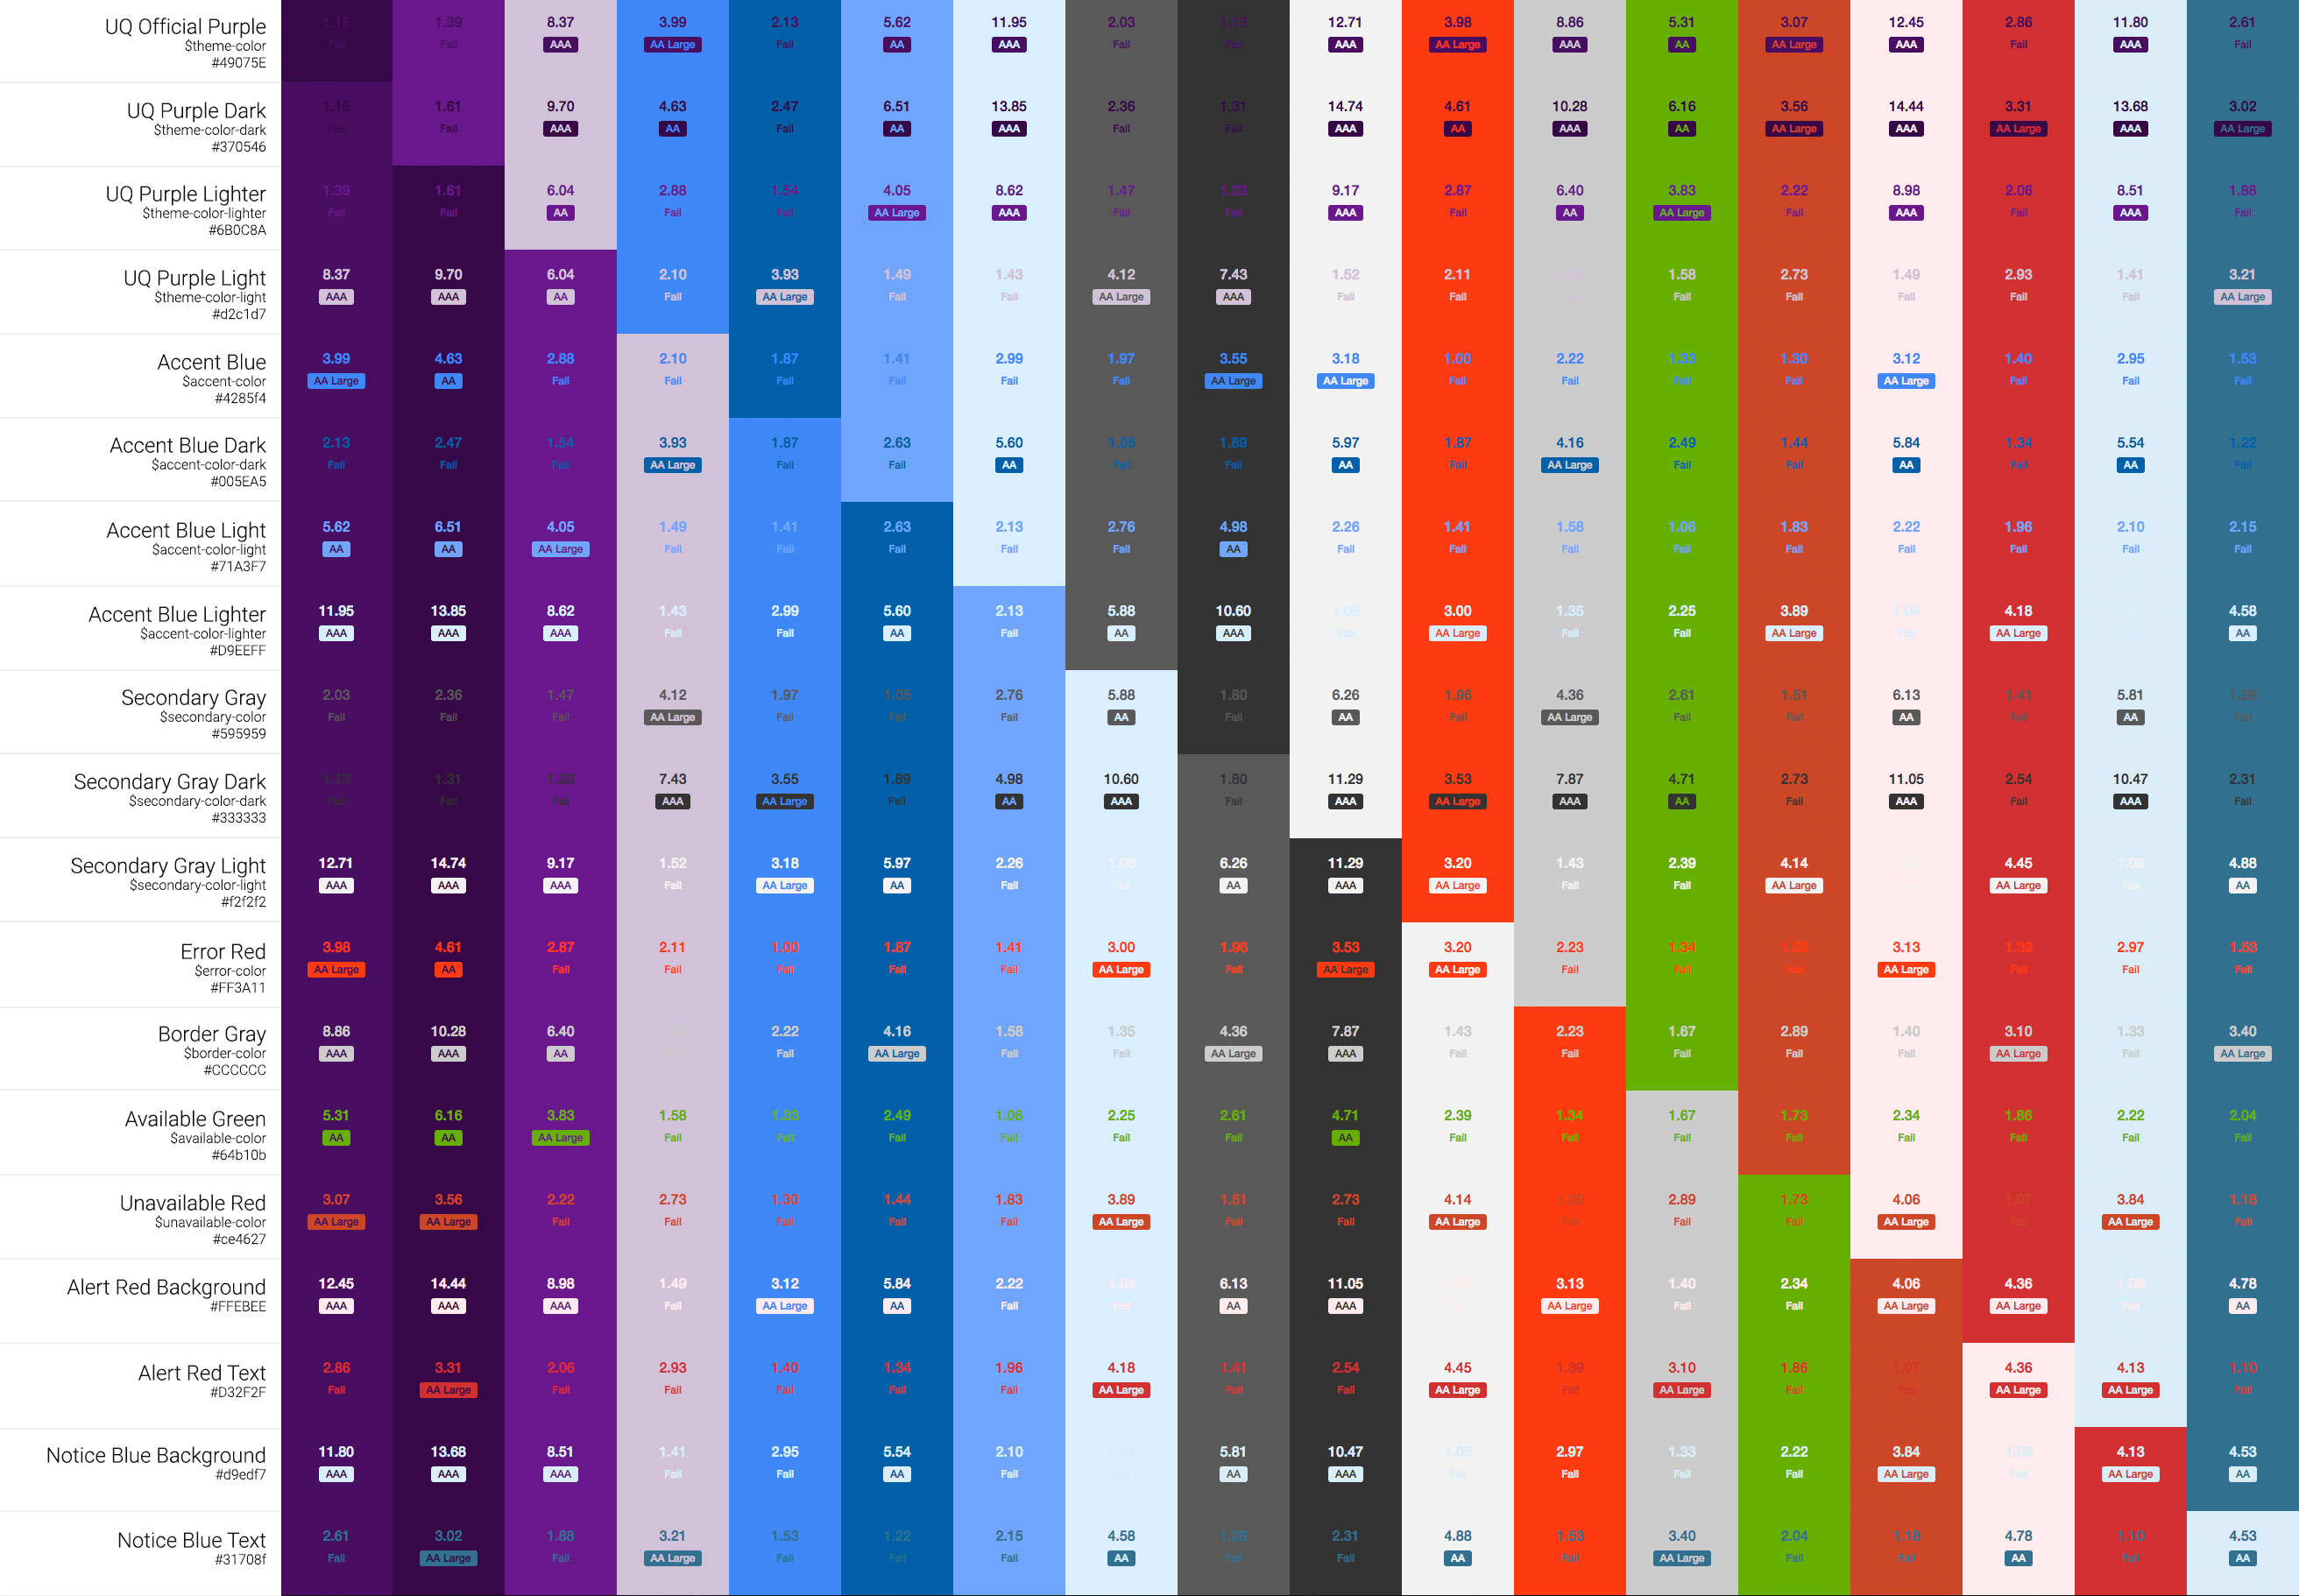 UQ Official Purple 1.16 1.39 8.37 3.99 2.13 5.62 11.95 2.03 1.13 12.71 3.98 8.86 5.31 3.07 12.45 2.86 11.80 2.61
$theme-color Fail Fail AAA AA Large Fail AA AAA Fail Fail AAA AA Large AAA AA AA Large AAA Fail AAA Fail
#49075E
UQ Purple Dark 1.16 1.61 9.70 4.63 2.47 6.51 13.85 2.36 1.31 14.74 4.61 10.28 6.16 3.56 14.44 3.31 13.68 3.02
$theme-color-dark Fail Fail AAA AA Fail AA AAA Fail Fail AAA AA AAA AA AA Large AAA AA Large AAA AA Large
#370546
UQ Purple Lighter 1.39 1.61 6.04 2.88 1.54 4.05 8.62 1.47 1.23 9.17 2.87 6.40 3.83 2.22 8.98 2.06 8.51 1.88
$theme-color-lighter Fail Fail AA Fail Fail AA Large AAA Fail Fail AAA Fail AA AA Large Fail AAA Fail AAA Fail
#6B0C8A
UQ Purple Light 8.37 9.70 6.04 2.10 3.93 1.49 1.43 4.12 7.43 1.52 2.11 1.58 2.73 1.49 2.93 1.41 3.21
$theme-color-light AAA AAA AA Fail AA Large Fail Fail AA Large AAA Fail Fail Fail Fail Fail Fail Fail AA Large
#d2c1d7
Accent Blue 3.99 4.63 2.88 2.10 1.87 1.41 2.99 1.97 3.55 3.18 1.00 2.22 1.33 1.30 3.12 1.40 2.95 1.53
$accent-color AA Large AA Fail Fail Fail Fail Fail Fail AA Large AA Large Fail Fail Fail Fail AA Large Fail Fail Fail
#4285f4
Accent Blue Dark 2.13 2.47 1.54 3.93 1.87 2.63 5.60 1.05 1.89 5.97 1.87 4.16 2.49 1.44 5.84 1.34 5.54 1.22
$accent-color-dark Fail Fail Fail AA Large Fail Fail AA Fail Fail AA Fail AA Large Fail Fail AA Fail AA Fail
#005EA5
Accent Blue Light 5.62 6.51 4.05 1.49 1.41 2.63 2.13 2.76 4.98 2.26 1.41 1.58 1.06 1.83 2.22 1.96 2.10 2.15
$accent-color-light AA AA AA Large Fail Fail Fail Fail Fail AA Fail Fail Fail Fail Fail Fail Fail Fail Fail
#71A3F7
Accent Blue Lighter 11.95 13.85 8.62 1.43 2.99 5.60 2.13 5.88 10.60 3.00 1.35 2.25 3.89 4.18 4.58
$accent-color-lighter AAA AAA AAA Fail Fail AA Fail AA AAA Fail AA Large Fail Fail AA Large AA Large AA
#D9EEFF
Secondary Gray 2.03 2.36 1.47 4.12 1.97 1.05 2.76 5.88 1.80 6.26 1.96 4.36 2.61 1.51 6.13 1.41 5.81 1.28
$secondary-color Fail Fail Fail AA Large Fail Fail Fail AA Fail AA Fail AA Large Fail Fail AA Fail AA Fail
#595959
Secondary Gray Dark 1.13 1.31 1.23 7.43 3.55 1.89 4.98 10.60 1.80 11.29 3.53 7.87 4.71 2.73 11.05 2.54 10.47 2.31
$secondary-color-dark Fail Fail Fail AAA AA Large Fail AA AAA Fail AAA AA Large AAA AA Fail AAA Fail AAA Fail
#333333
Secondary Gray Light 12.71 14.74 9.17 1.52 3.18 5.97 2.26 6.26 11.29 3.20 1.43 2.39 4.14 4.45 4.88
$secondary-color-light AAA AAA AAA Fail AA Large AA Fail AA AAA AA Large Fail Fail AA Large AA Large Fail AA
#f2f2f2
Error Red 3.98 4.61 2.87 2.11 1.00 1.87 1.41 3.00 1.96 3.53 3.20 2.23 1.34 1.29 3.13 1.39 2.97 1.53
$error-color AA Large AA Fail Fail Fail Fail Fail AA Large Fail AA Large AA Large Fail Fail Fail AA Large Fail Fail Fail
#FF3A11
Border Gray 8.86 10.28 6.40 2.22 4.16 1.58 1.35 4.36 7.87 1.43 2.23 1.67 2.89 1.40 3.10 1.33 3.40
$border-color AAA AAA AA Fail AA Large Fail Fail AA Large AAA Fail Fail Fail Fail Fail AA Large Fail AA Large
#CCCCCC
Available Green 5.31 6.16 3.83 1.58 1.33 2.49 1.06 2.25 2.61 4.71 2.39 1.34 1.67 1.73 2.34 1.86 2.22 2.04
$available-color AA AA AA Large Fail Fail Fail Fail Fail Fail AA Fail Fail Fail Fail Fail Fail Fail Fail
#64b10b
Unavailable Red 3.07 3.56 2.22 2.73 1.30 1.44 1.83 3.89 1.51 2.73 4.14 1.29 2.89 1.73 4.06 1.07 3.84 1.18
$unavailable-color AA Large AA Large Fail Fail Fail Fail Fail AA Large Fail Fail AA Large Fail Fail Fail AA Large Fail AA Large Fail
#ce4627
Alert Red Background 12.45 14.44 8.98 1.49 3.12 5.84 2.22 6.13 11.05 3.13 1.40 2.34 4.06 4.36 4.78
#FFEBEE AAA AAA AAA Fail AA Large AA Fail AA AAA AA Large Fail Fail AA Large AA Large Fail AA
Alert Red Text 2.86 3.31 2.06 2.93 1.40 1.34 1.96 4.18 1.41 2.54 4.45 1.39 3.10 1.86 1.07 4.36 4.13 1.10
#D32F2F Fail AA Large Fail Fail Fail Fail Fail AA Large Fail Fail AA Large Fail AA Large Fail Fail AA Large AA Large Fail
Notice Blue Background 11.80 13.68 8.51 1.41 2.95 5.54 2.10 5.81 10.47 2.97 1.33 2.22 3.84 4.13 4.53
#d9edf7 AAA AAA AAA Fail Fail AA Fail AA AAA Fail Fail Fail Fail AA Large Fail AA Large AA
Notice Blue Text 2.61 3.02 1.88 3.21 1.53 1.22 2.15 4.58 1.28 2.31 4.88 1.53 3.40 2.04 1.18 4.78 1.10 4.53
#31708f Fail AA Large Fail AA Large Fail Fail Fail AA Fail Fail AA Fail AA Large Fail Fail AA Fail AA